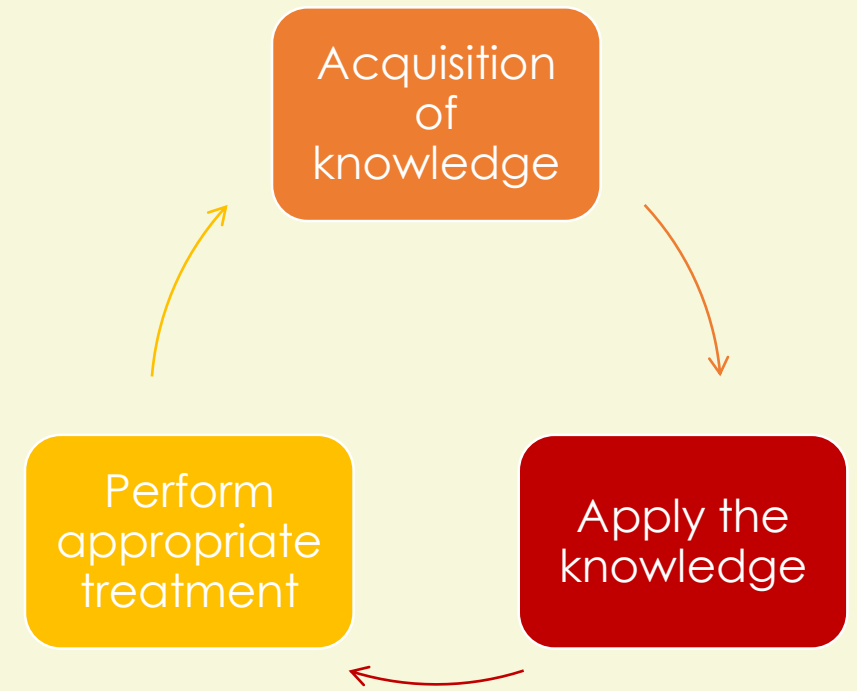 Acquisition
of
knowledge
Apply the
knowledge
Perform
appropriate
treatment